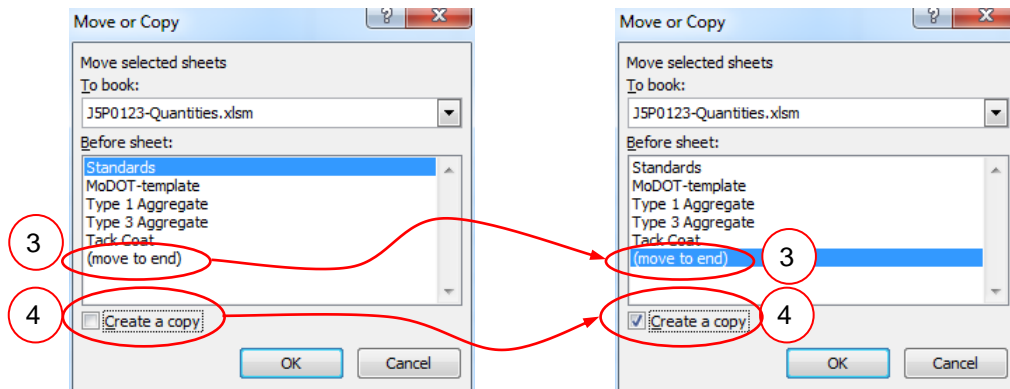 Move or Copy
?
X
Move selected sheets
To book:
J5P0123-Quantities.xlsm
Before sheet:
Standards
MoDOT-template
Type 1 Aggregate
Type 3 Aggregate
Tack Coat
(move to end)
3
Create a copy
4
OK
Cancel
Move or Copy
?
X
Move selected sheets
To book:
J5P0123-Quantities.xlsm
Before sheet:
Standards
MoDOT-template
Type 1 Aggregate
Type 3 Aggregate
Tack Coat
(move to end)
3
Create a copy
4
OK
Cancel